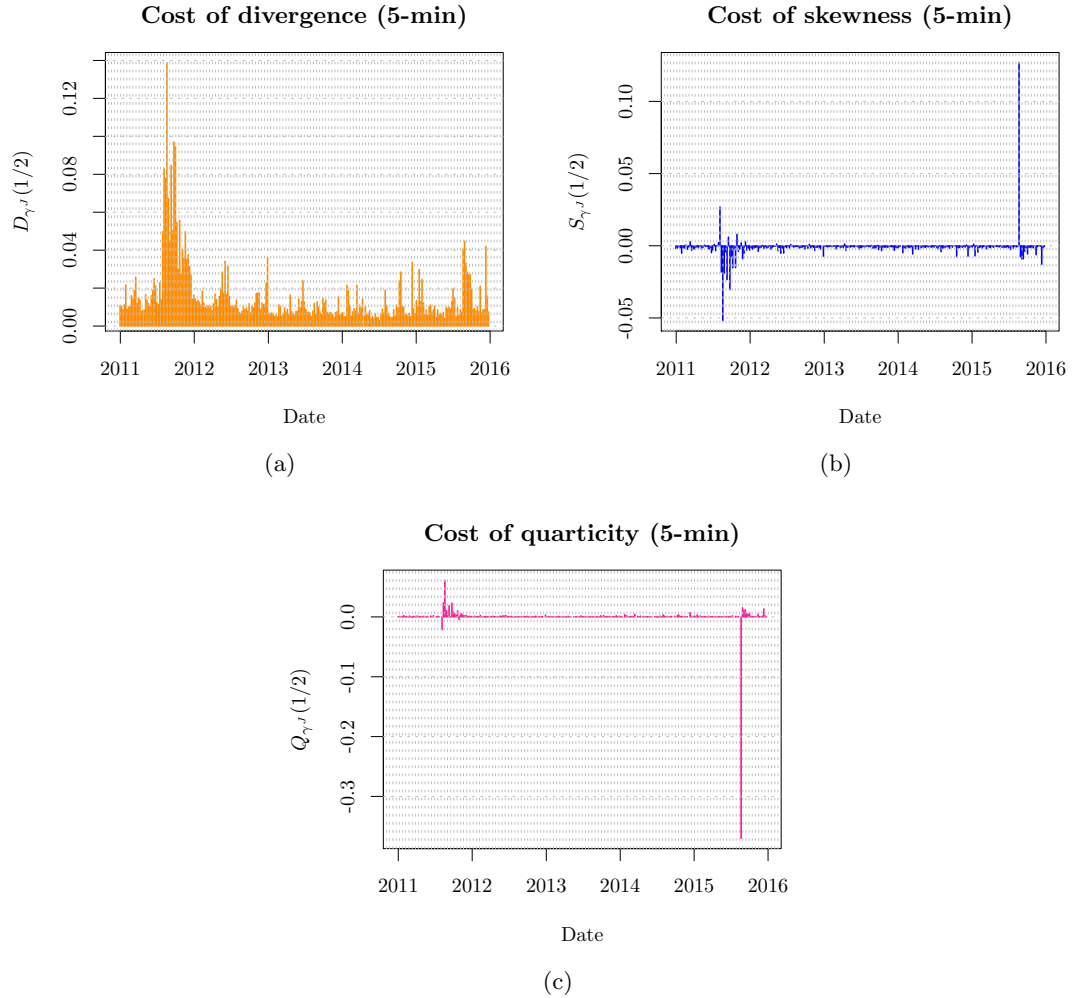 Cost of divergence (5-min)
D_{γ^J}(1/2)
0.00 0.04 0.08 0.12
2011 2012 2013 2014 2015 2016
Date
(a)
Cost of skewness (5-min)
S_{γ^J}(1/2)
-0.05 0.00 0.05 0.10
2011 2012 2013 2014 2015 2016
Date
(b)
Cost of quarticity (5-min)
Q_{γ^J}(1/2)
-0.3 -0.2 -0.1 0.0
2011 2012 2013 2014 2015 2016
Date
(c)